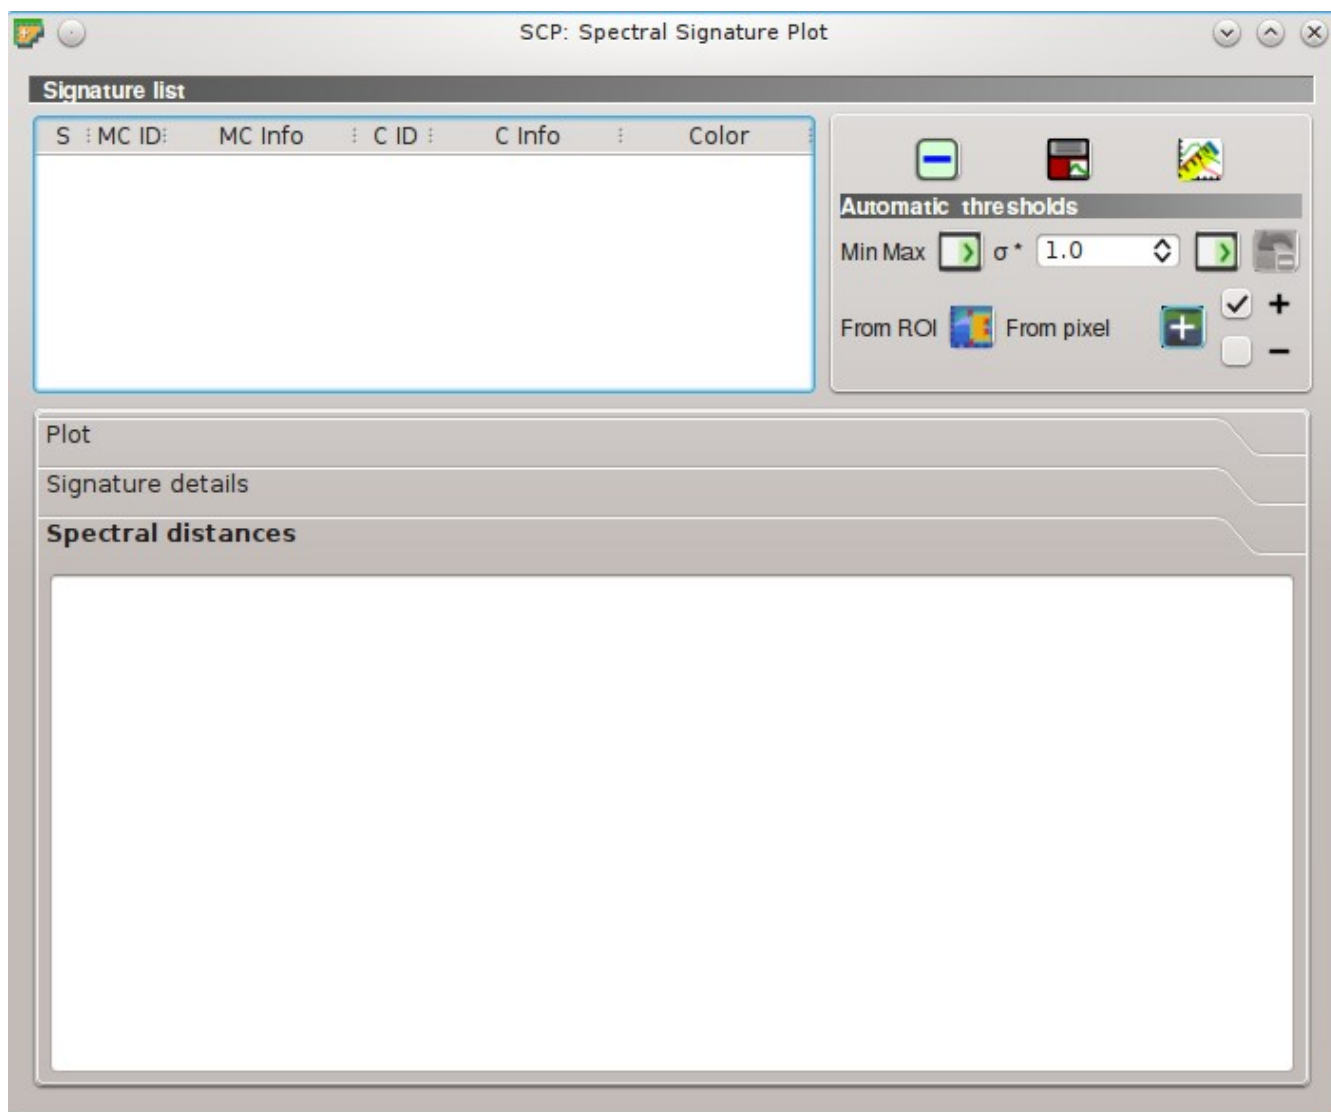 SCP: Spectral Signature Plot
Signature list
S MC ID MC Info C ID C Info Color
Automatic thresholds
Min Max σ * 1.0
From ROI From pixel +
−
Plot
Signature details
Spectral distances